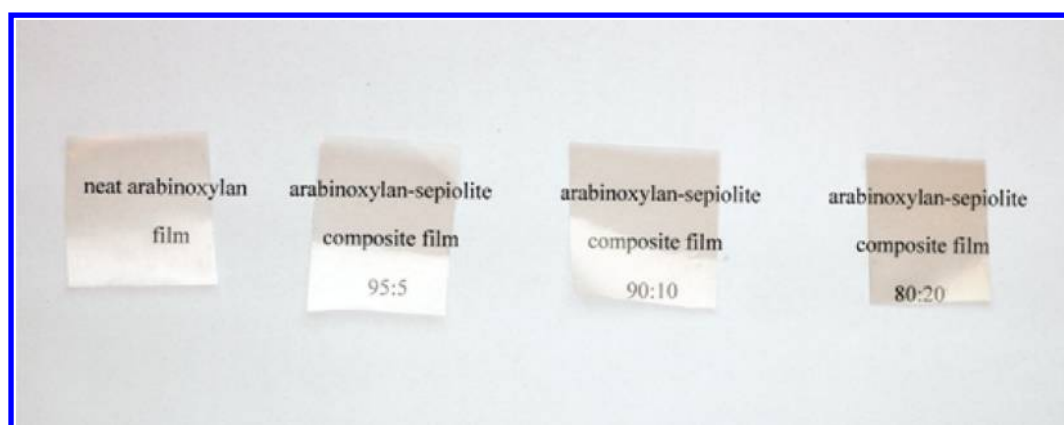 neat arabinoxylan
film
arabinoxylan-sepiolite
composite film
95:5
arabinoxylan-sepiolite
composite film
90:10
arabinoxylan-sepiolite
composite film
80:20